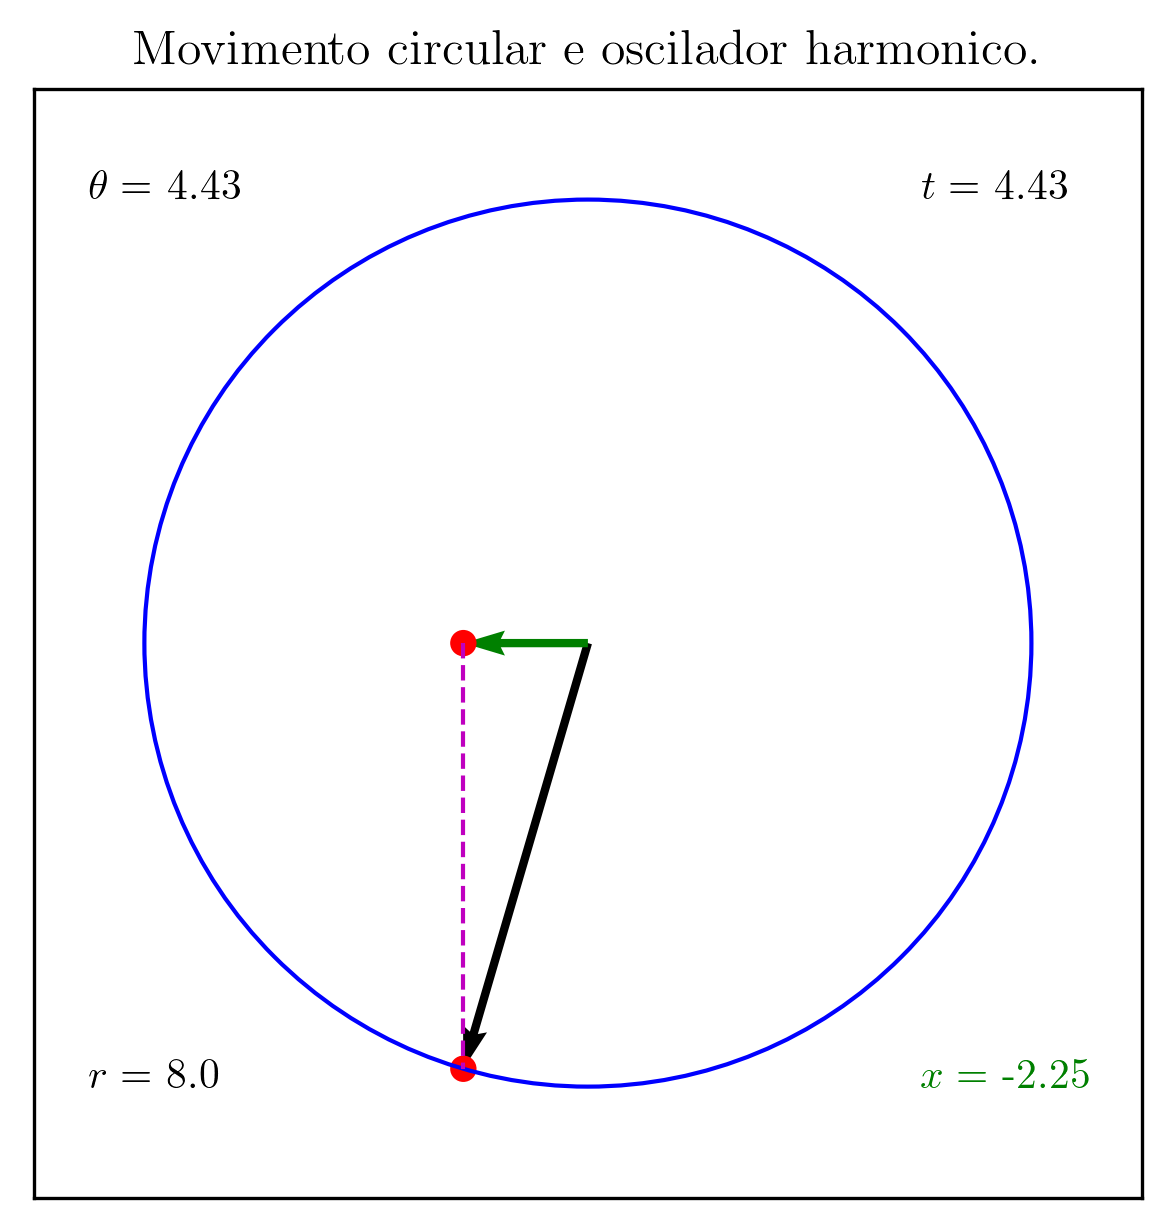 Movimento circular e oscilador harmonico.
θ = 4.43
t = 4.43
r = 8.0
x = -2.25